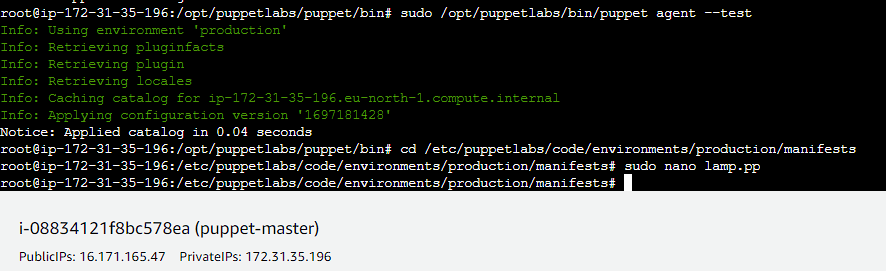 root@ip-172-31-35-196:/opt/puppetlabs/puppet/bin# sudo /opt/puppetlabs/bin/puppet agent --test
Info: Using environment 'production'
Info: Retrieving pluginfacts
Info: Retrieving plugin
Info: Retrieving locales
Info: Caching catalog for ip-172-31-35-196.eu-north-1.compute.internal
Info: Applying configuration version '1697181428'
Notice: Applied catalog in 0.04 seconds
root@ip-172-31-35-196:/opt/puppetlabs/puppet/bin# cd /etc/puppetlabs/code/environments/production/manifests
root@ip-172-31-35-196:/etc/puppetlabs/code/environments/production/manifests# sudo nano lamp.pp
root@ip-172-31-35-196:/etc/puppetlabs/code/environments/production/manifests#
i-08834121f8bc578ea (puppet-master)
PublicIPs: 16.171.165.47 PrivateIPs: 172.31.35.196